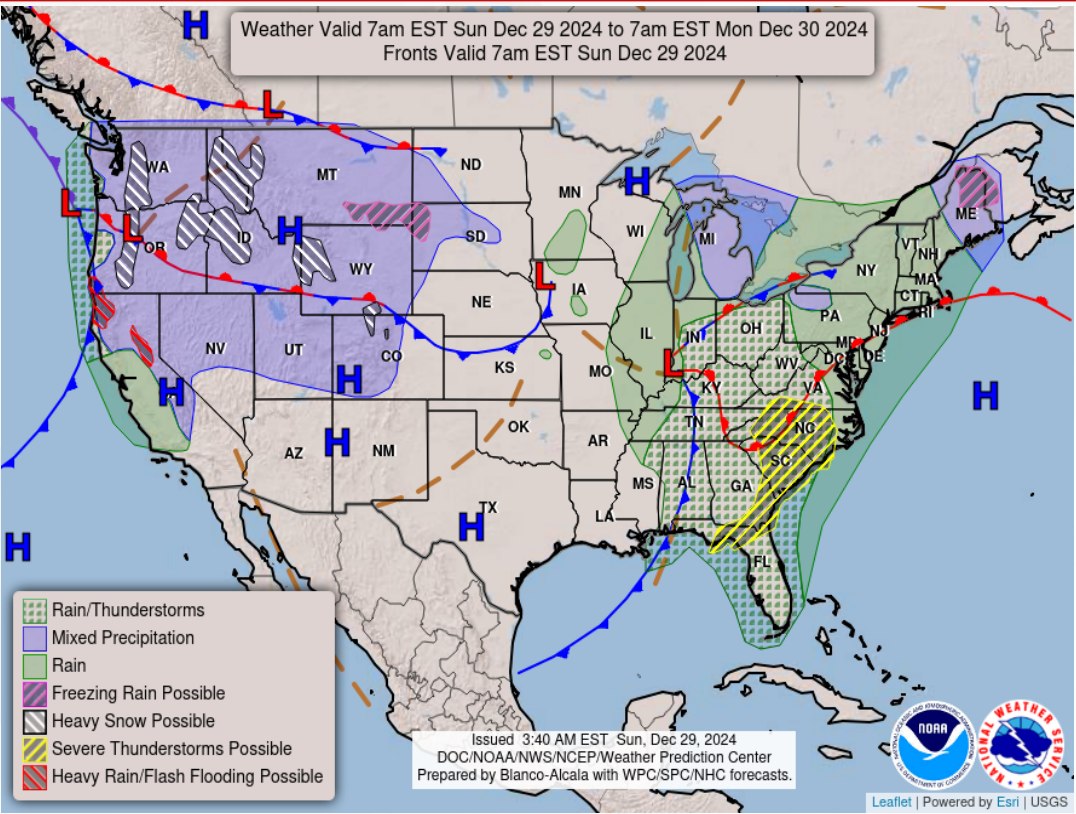 Weather Valid 7am EST Sun Dec 29 2024 to 7am EST Mon Dec 30 2024
Fronts Valid 7am EST Sun Dec 29 2024
H
L
WA
MT
ND
MN
H
ME
L
L
OR
ID
H
SD
WI
MI
VT
NH
NY
MA
WY
L
IA
CT
RI
NE
PA
NJ
NV
UT
CO
IL
IN
OH
MD
DE
DC
H
H
KS
MO
L
KY
WV
VA
H
AZ
H
NM
OK
AR
TN
NC
SC
MS
AL
GA
H
TX
LA
H
FL
Rain/Thunderstorms
Mixed Precipitation
Rain
Freezing Rain Possible
Heavy Snow Possible
Severe Thunderstorms Possible
Heavy Rain/Flash Flooding Possible
Issued 3:40 AM EST Sun, Dec 29, 2024
DOC/NOAA/NWS/NCEP/Weather Prediction Center
Prepared by Blanco-Alcala with WPC/SPC/NHC forecasts.
NOAA
NATIONAL WEATHER SERVICE
Leaflet | Powered by Esri | USGS